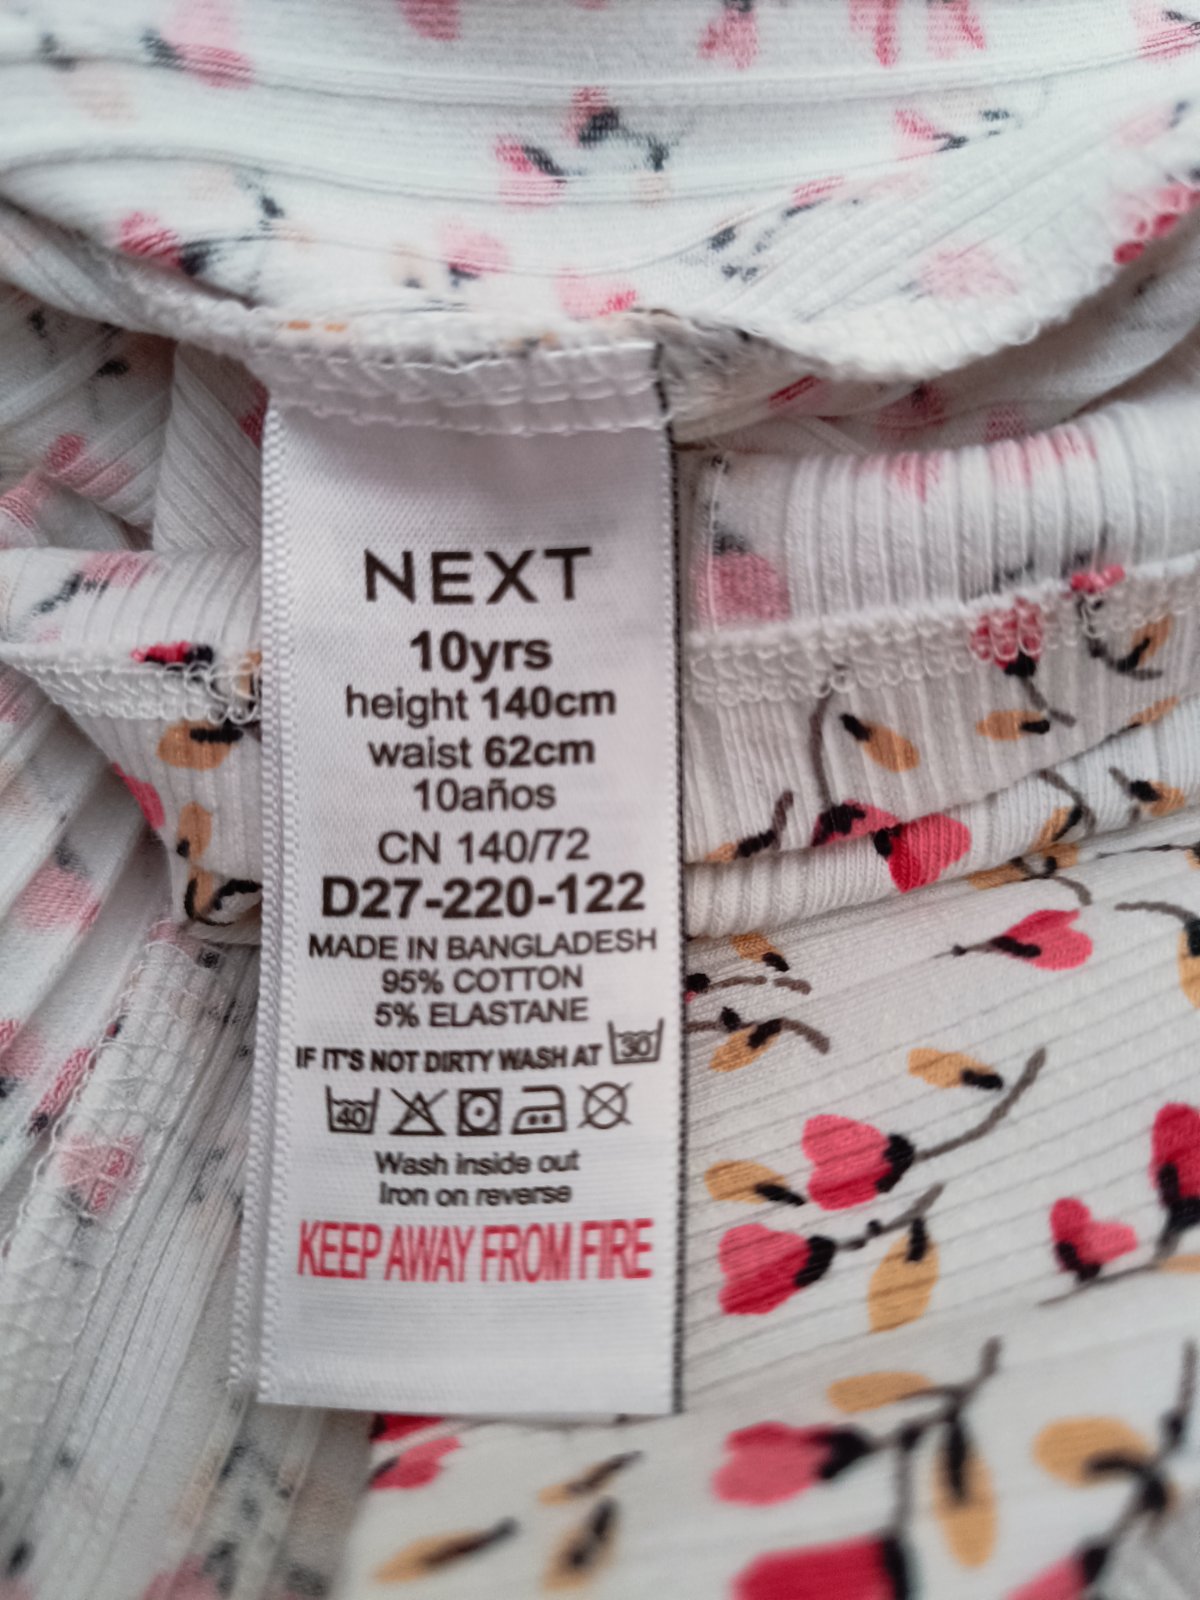 NEXT
10yrs
height 140cm
waist 62cm
10años
CN 140/72
D27-220-122
MADE IN BANGLADESH
95% COTTON
5% ELASTANE
IF IT'S NOT DIRTY WASH AT 30
40
Wash inside out
Iron on reverse
KEEP AWAY FROM FIRE